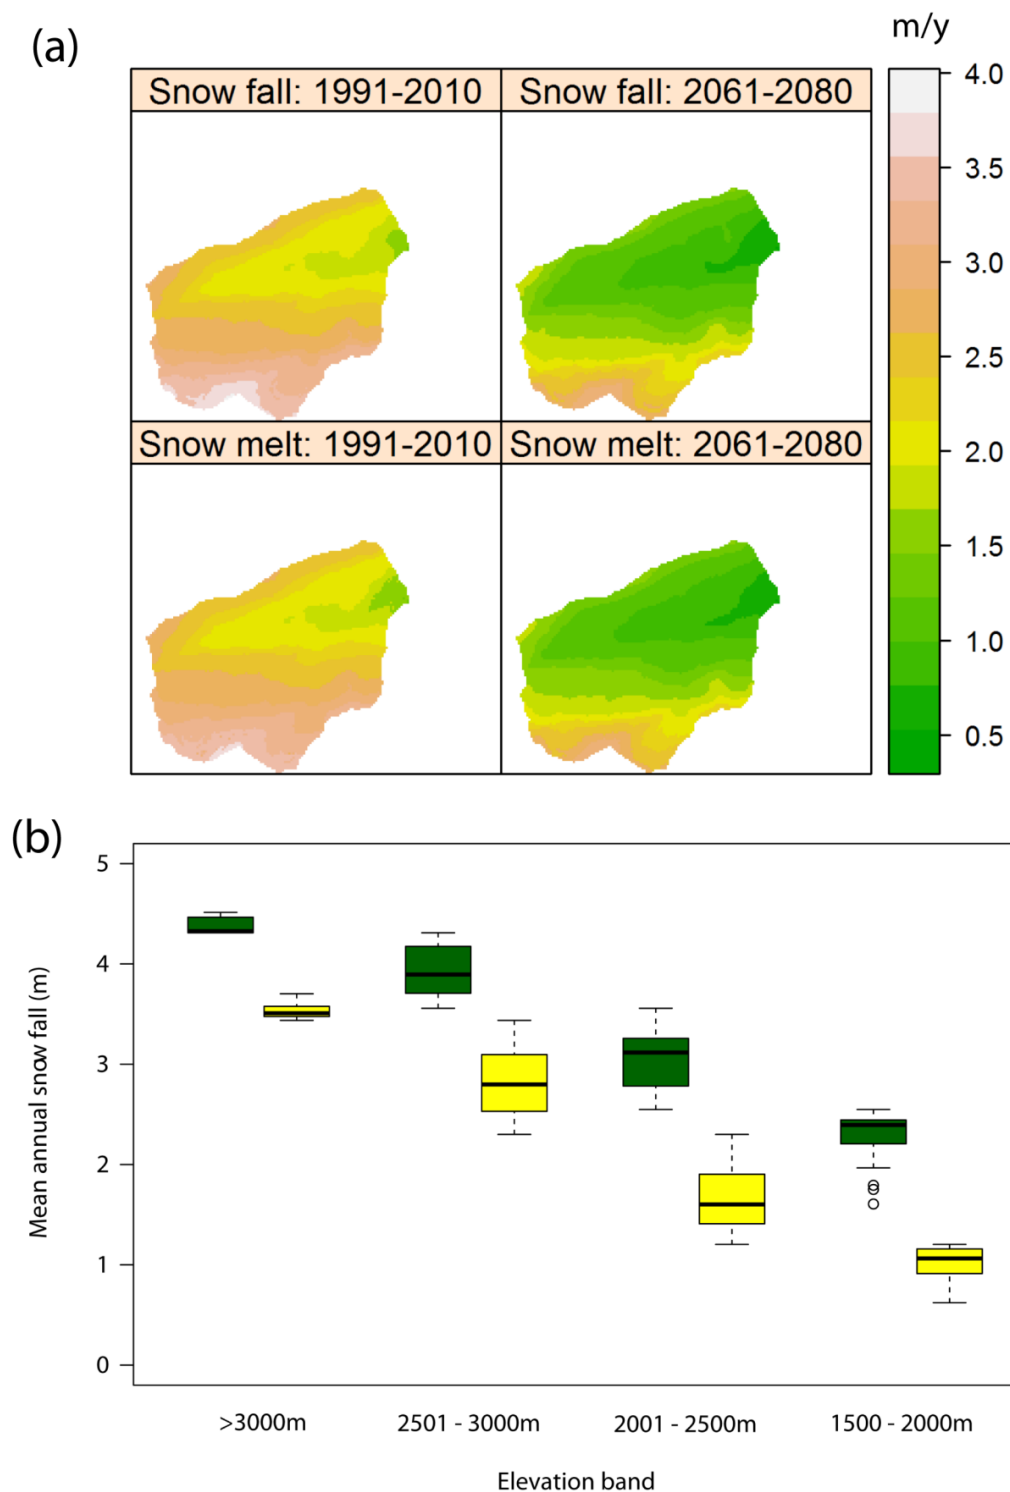 (a)
m/y
Snow fall: 1991-2010
Snow fall: 2061-2080
Snow melt: 1991-2010
Snow melt: 2061-2080
4.0
3.5
3.0
2.5
2.0
1.5
1.0
0.5
(b)
Mean annual snow fall (m)
5
4
3
2
1
0
>3000m
2501 - 3000m
2001 - 2500m
1500 - 2000m
Elevation band